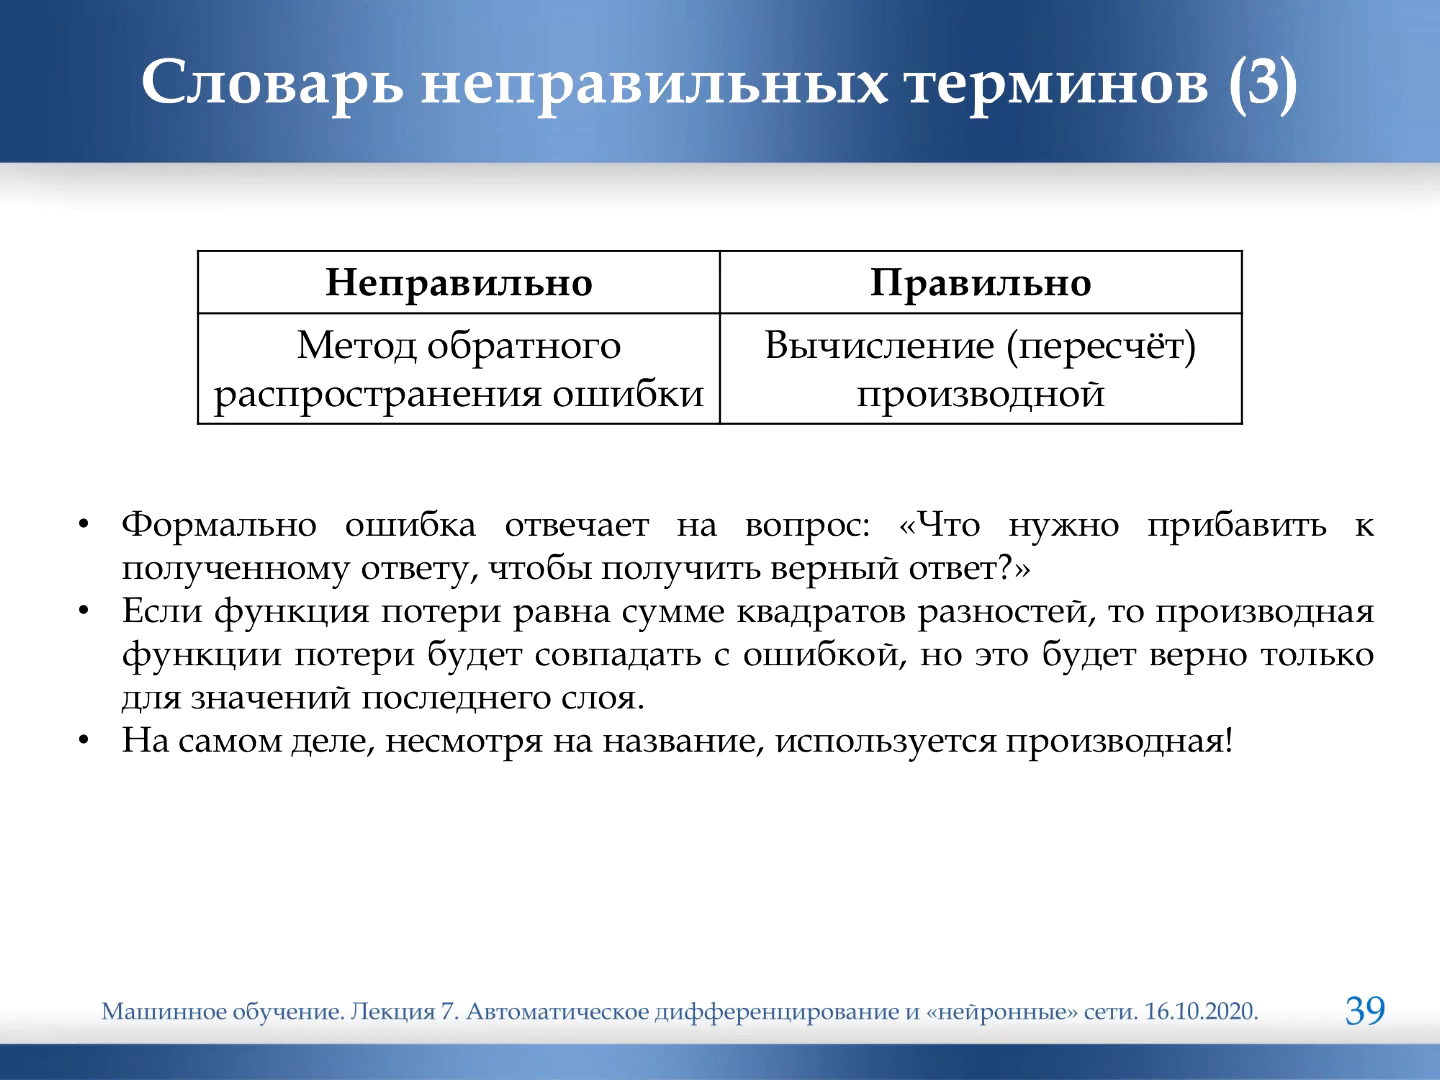 Словарь неправильных терминов (3)
Неправильно
Правильно
Метод обратного
распространения ошибки
Вычисление (пересчёт)
производной
• Формально ошибка отвечает на вопрос: «Что нужно прибавить к
полученному ответу, чтобы получить верный ответ?»
• Если функция потери равна сумме квадратов разностей, то производная
функции потери будет совпадать с ошибкой, но это будет верно только
для значений последнего слоя.
• На самом деле, несмотря на название, используется производная!
Машинное обучение. Лекция 7. Автоматическое дифференцирование и «нейронные» сети. 16.10.2020.
39